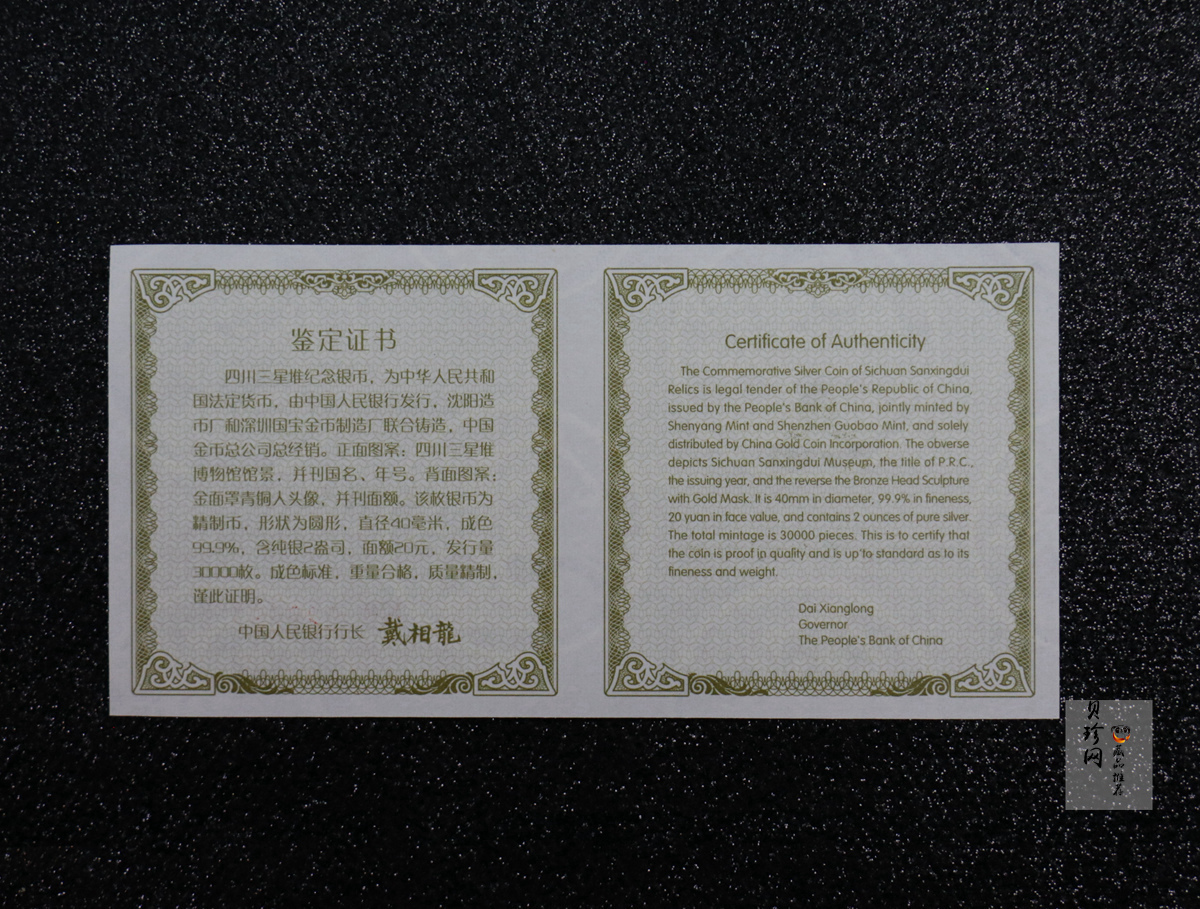 鉴定证书
四川三星堆纪念银币，为中华人民共和
国法定货币，由中国人民银行发行，沈阳造
币厂和深圳国宝金币制造厂联合铸造，中国
金币总公司总经销。正面图案：四川三星堆
博物馆馆景，并刊国名、年号。背面图案：
金面罩青铜人头像，并刊面额。该枚银币为
精制币，形状为圆形，直径40毫米，成色
99.9%，含纯银2盎司，面额20元，发行量
30000枚。成色标准，重量合格，质量精制，
谨此证明。
中国人民银行行长 戴相龍
Certificate of Authenticity
The Commemorative Silver Coin of Sichuan Sanxingdui
Relics is legal tender of the People's Republic of China,
issued by the People's Bank of China, jointly minted by
Shenyang Mint and Shenzhen Guobao Mint, and solely
distributed by China Gold Coin Incorporation. The obverse
depicts Sichuan Sanxingdui Museum, the title of P.R.C.,
the issuing year, and the reverse the Bronze Head Sculpture
with Gold Mask. It is 40mm in diameter, 99.9% in fineness,
20 yuan in face value, and contains 2 ounces of pure silver.
The total mintage is 30000 pieces. This is to certify that
the coin is proof in quality and is up to standard as to its
fineness and weight.
Dai Xianglong
Governor
The People's Bank of China
贝珍网